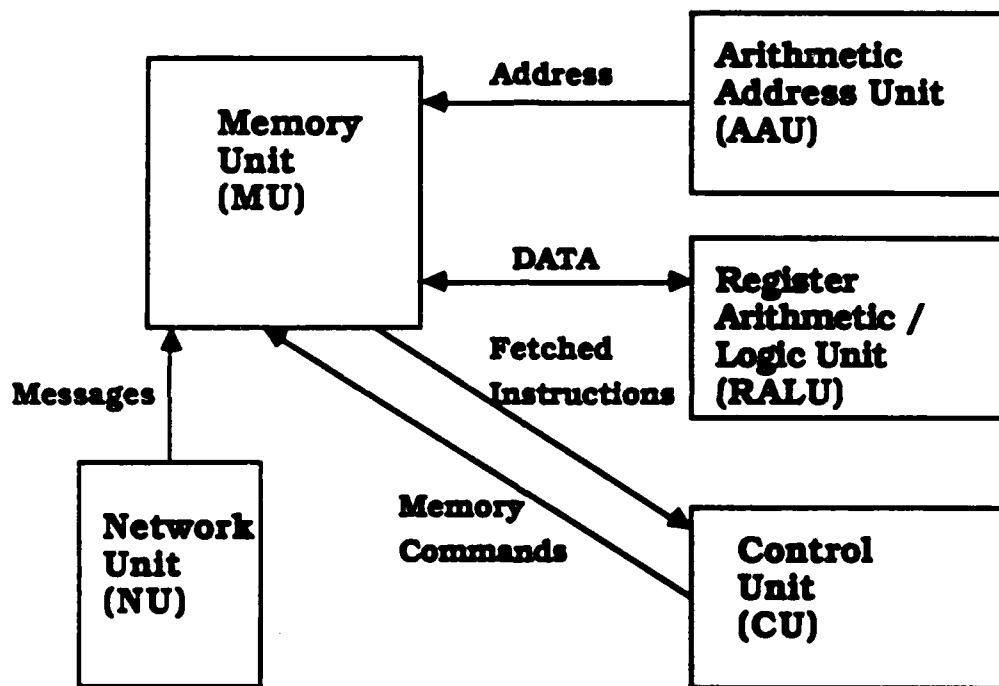 Memory
Unit
(MU)
Address
Arithmetic
Address Unit
(AAU)
DATA
Register
Arithmetic /
Logic Unit
(RALU)
Messages
Fetched
Instructions
Network
Unit
(NU)
Memory
Commands
Control
Unit
(CU)